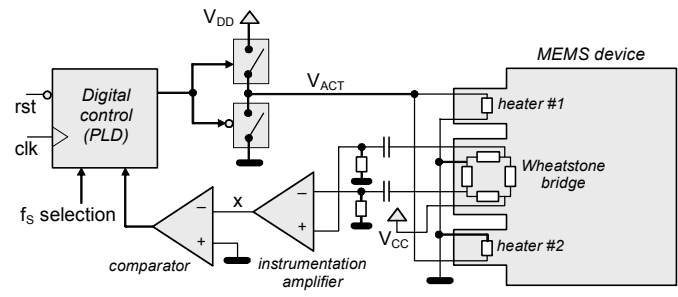 V_DD
MEMS device
Digital
control
(PLD)
rst
clk
V_ACT
heater #1
Wheatstone
bridge
f_S selection
x
−
+
−
+
V_CC
heater #2
comparator
instrumentation
amplifier